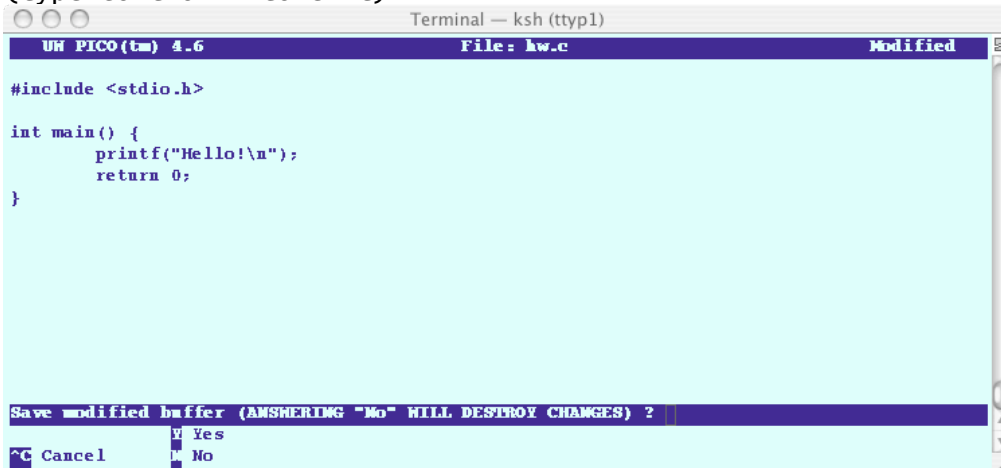 Terminal — ksh (ttyp1)
UW PICO(tm) 4.6 File: hw.c Modified
#include <stdio.h>
int main() {
printf("Hello!\n");
return 0;
}
Save modified buffer (ANSWERING "No" WILL DESTROY CHANGES) ?
Y Yes
^C Cancel N No